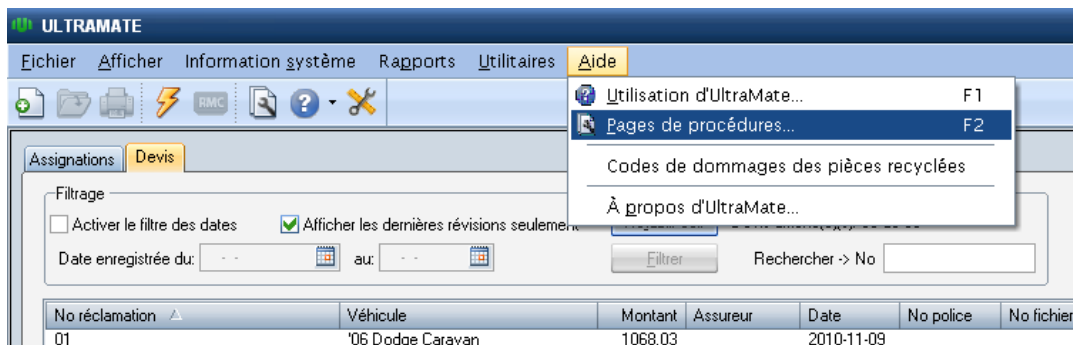 ULTRAMATE
Fichier Afficher Information système Rapports Utilitaires Aide
RMC
Utilisation d'UltraMate... F1
Pages de procédures... F2
Codes de dommages des pièces recyclées
À propos d'UltraMate...
Assignations Devis
Filtrage
Activer le filtre des dates Afficher les dernières révisions seulement
Date enregistrée du: - - au: - - Filtrer Rechercher -> No
No réclamation Véhicule Montant Assureur Date No police No fichier
01 '06 Dodge Caravan 1068.03 2010-11-09